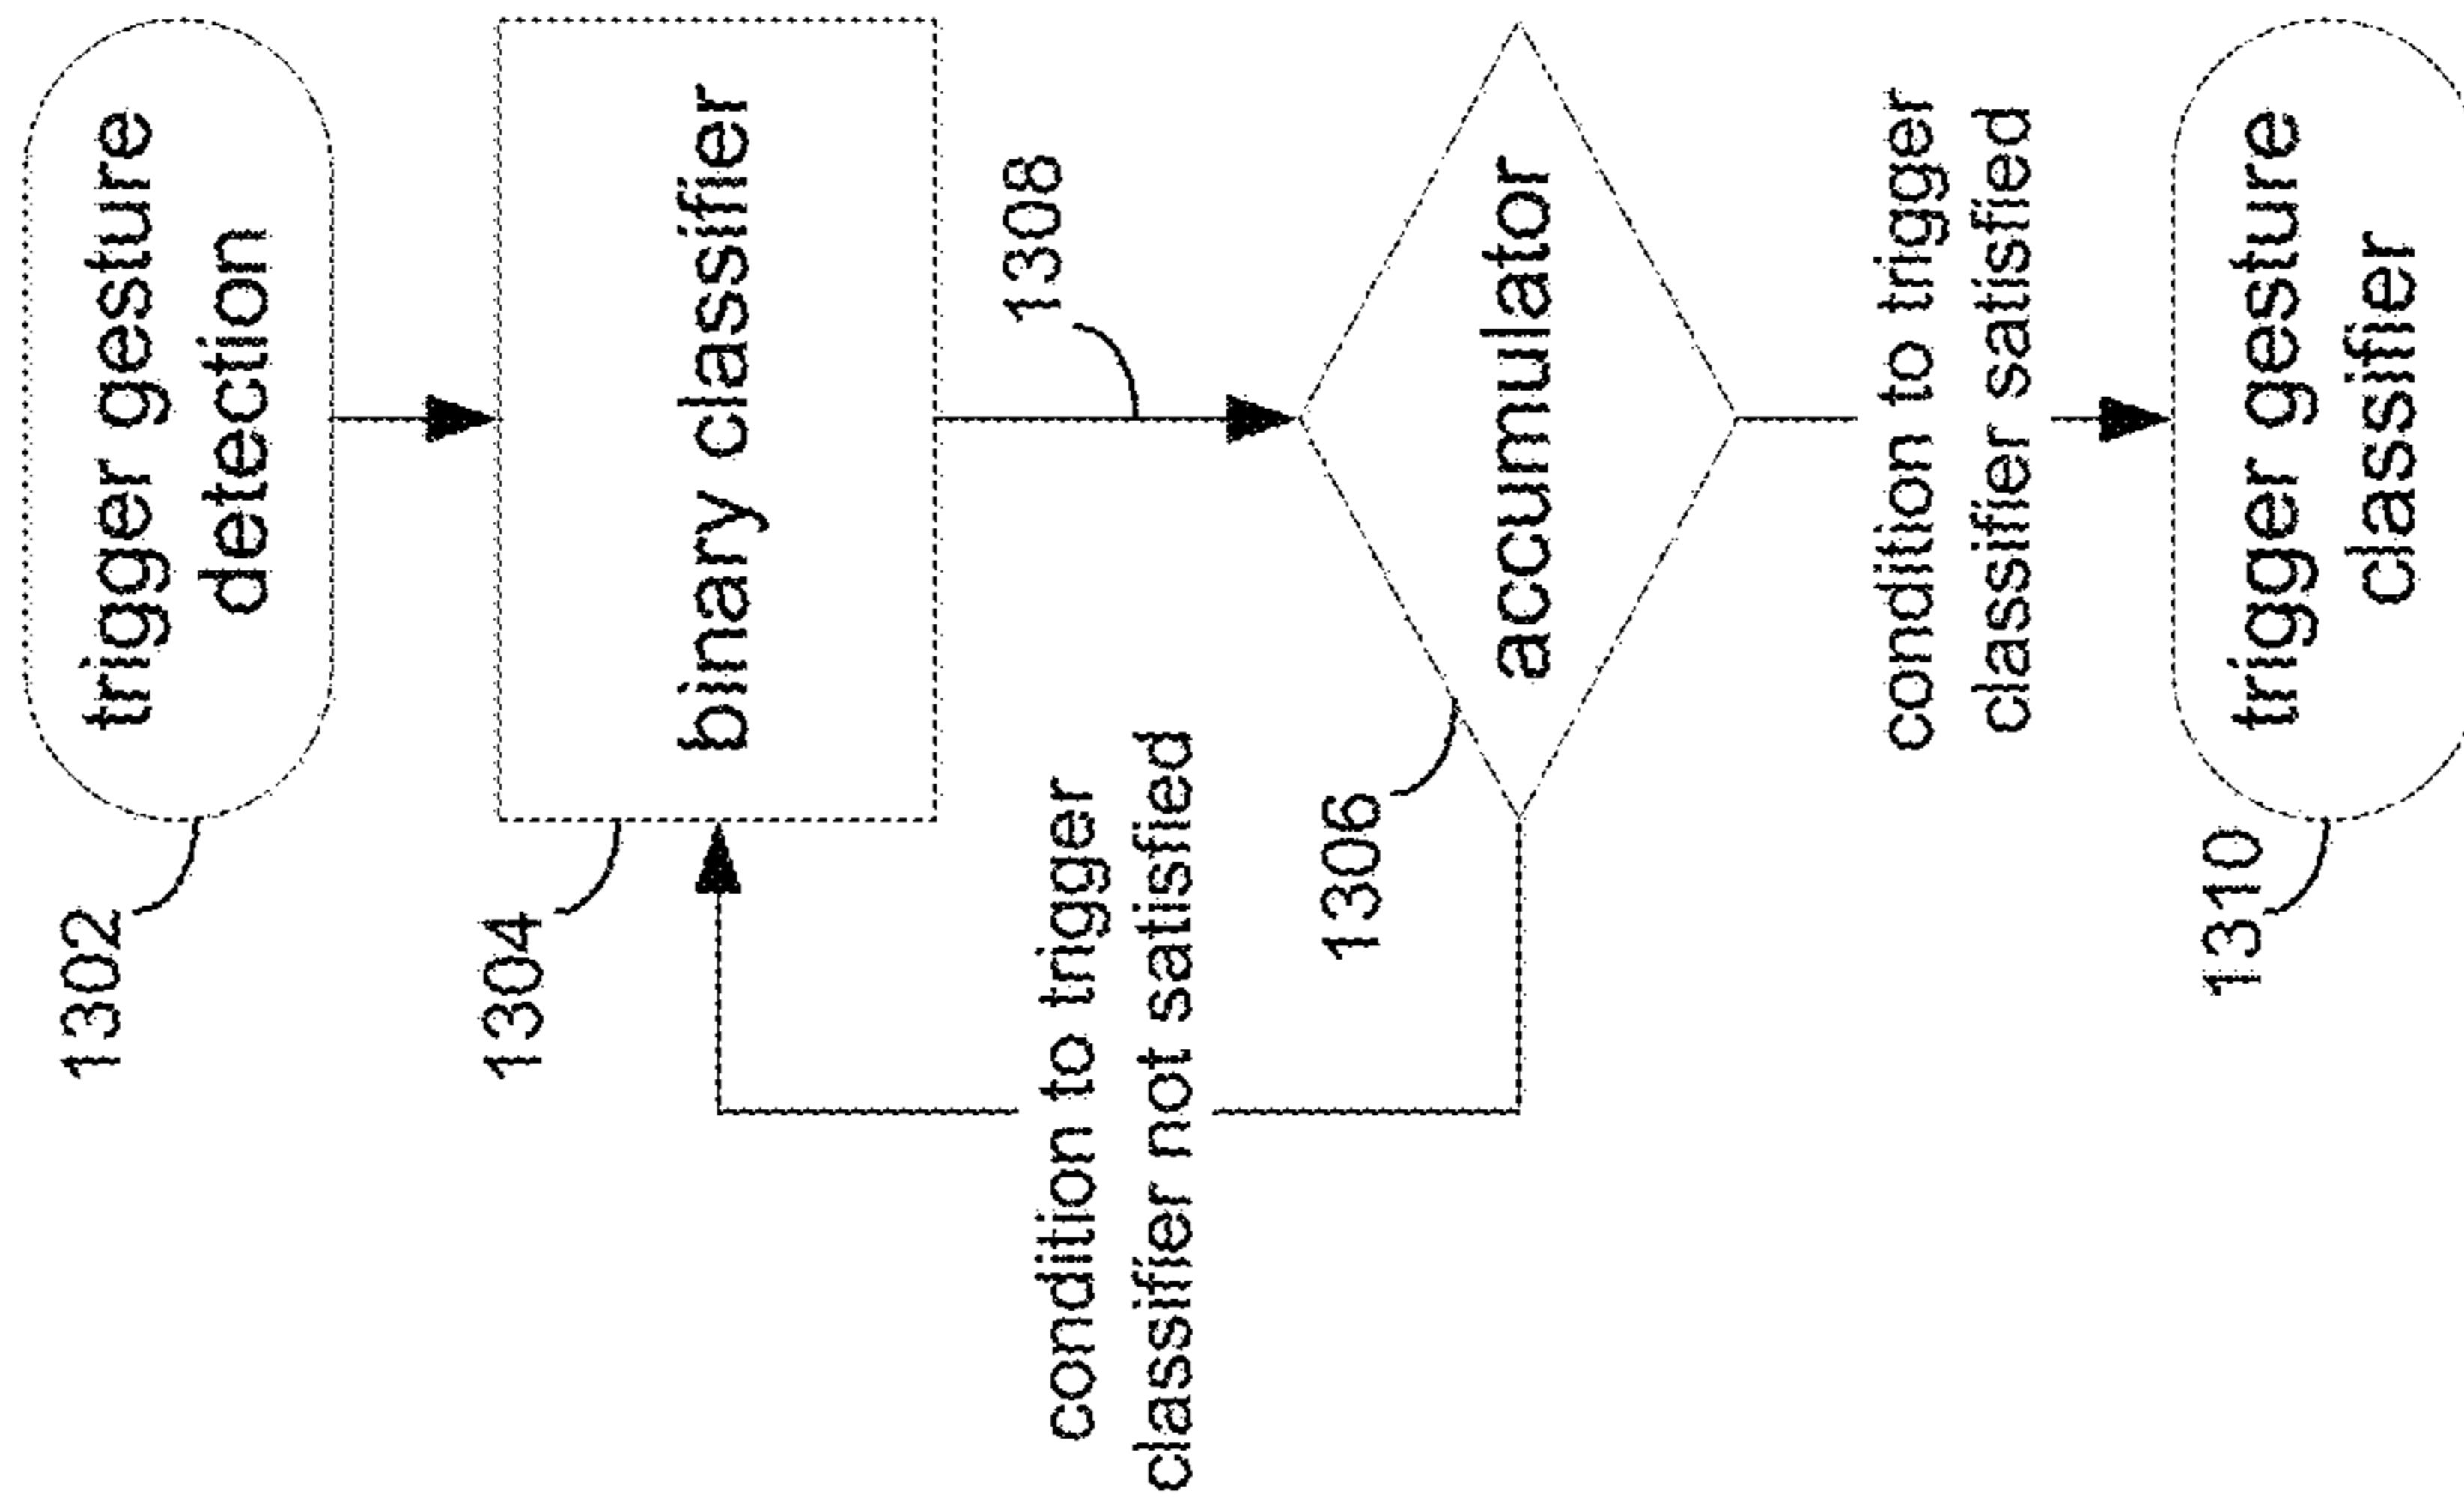 1302
trigger gesture
detection
1304
binary classifier
1308
condition to trigger
classifier not satisfied
1306
accumulator
condition to trigger
classifier satisfied
1310
trigger gesture
classifier